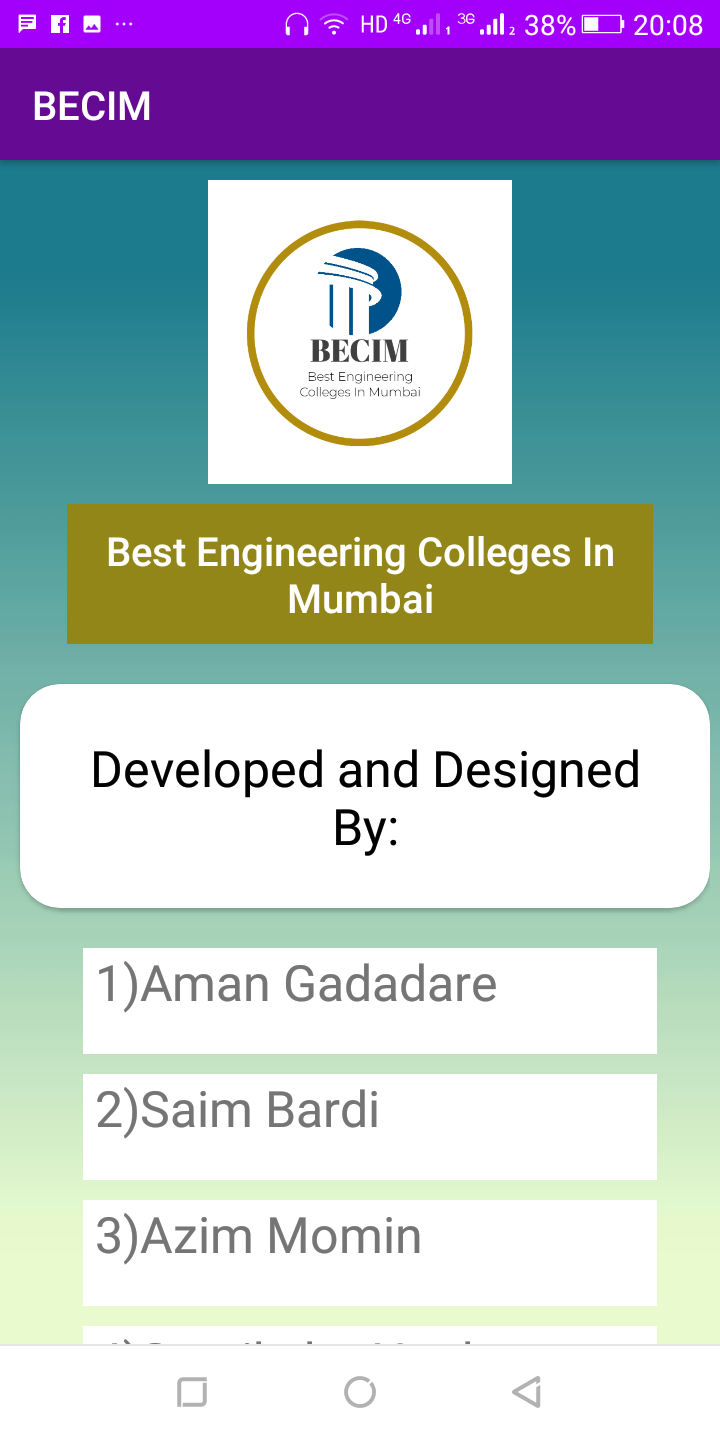 HD 4G 1 3G 2 38% 20:08
BECIM
BECIM
Best Engineering
Colleges In Mumbai
Best Engineering Colleges In
Mumbai
Developed and Designed
By:
1)Aman Gadadare
2)Saim Bardi
3)Azim Momin